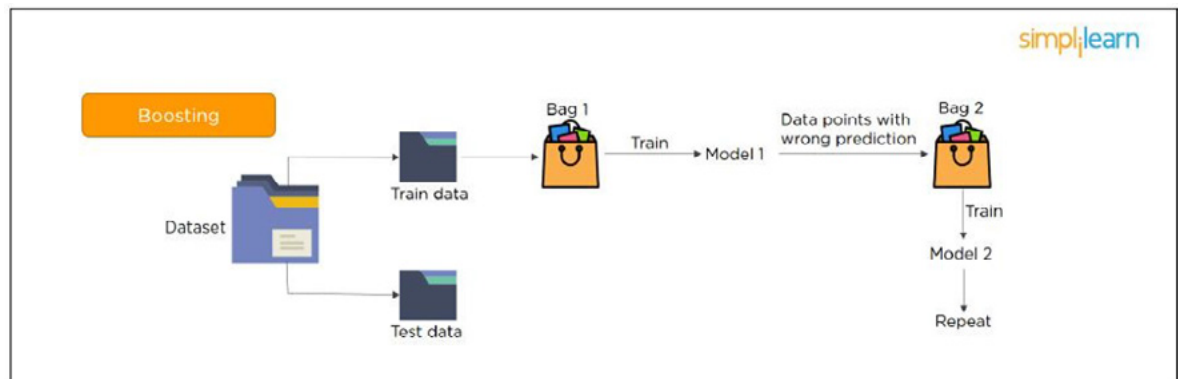 simplilearn
Boosting
Bag 1
Data points with
wrong prediction
Bag 2
Train
Model 1
Train data
Train
Dataset
Model 2
Test data
Repeat